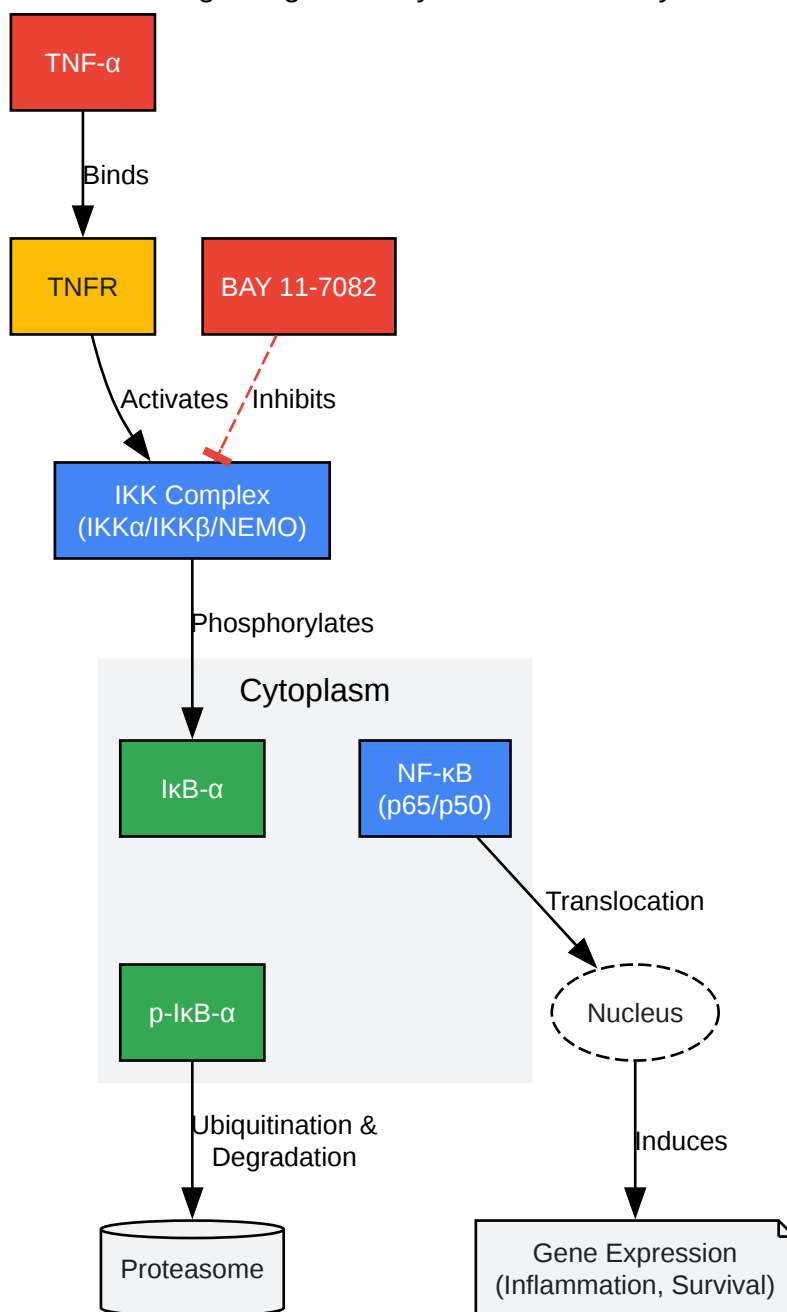 TNF-α
Binds
TNFR
BAY 11-7082
Activates
Inhibits
IKK Complex
(IKKα/IKKβ/NEMO)
Phosphorylates
Cytoplasm
IκB-α
NF-κB
(p65/p50)
Translocation
p-IκB-α
Nucleus
Ubiquitination &
Degradation
Induces
Proteasome
Gene Expression
(Inflammation, Survival)